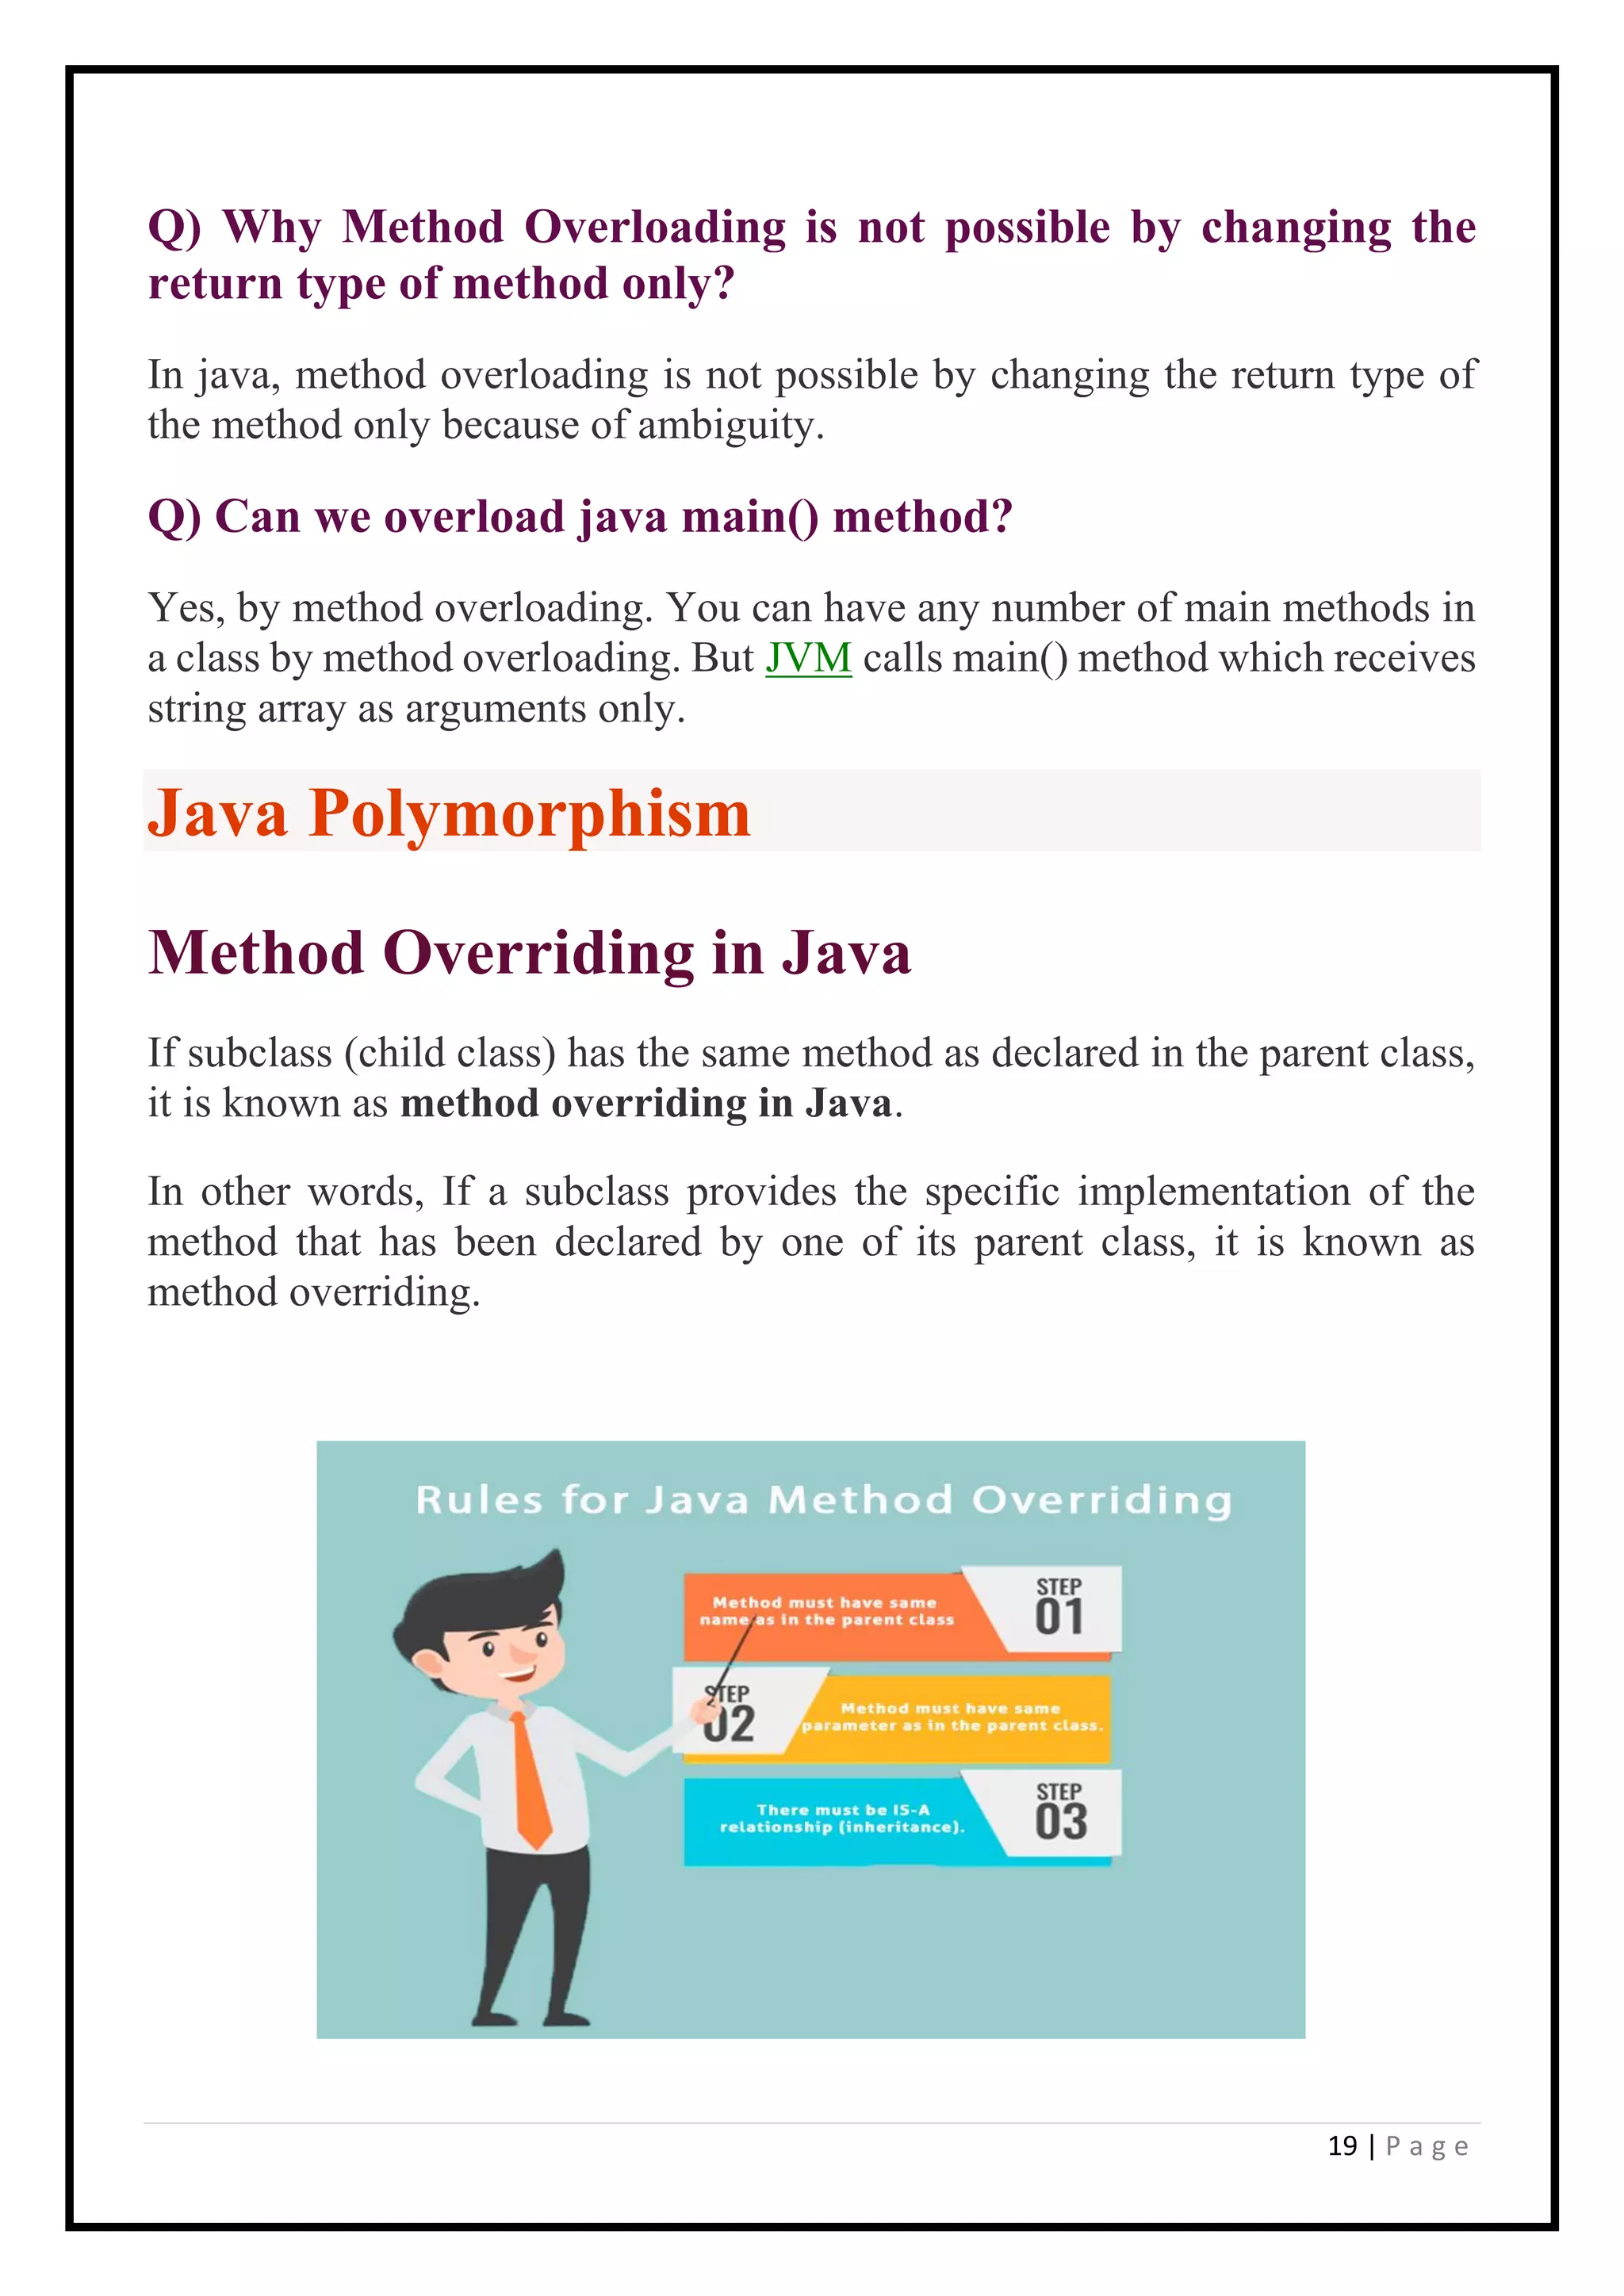 Q) Why Method Overloading is not possible by changing the
return type of method only?
In java, method overloading is not possible by changing the return type of
the method only because of ambiguity.
Q) Can we overload java main() method?
Yes, by method overloading. You can have any number of main methods in
a class by method overloading. But JVM calls main() method which receives
string array as arguments only.
Java Polymorphism
Method Overriding in Java
If subclass (child class) has the same method as declared in the parent class,
it is known as method overriding in Java.
In other words, If a subclass provides the specific implementation of the
method that has been declared by one of its parent class, it is known as
method overriding.
Rules for Java Method Overriding
Method must have same
name as in the parent class
STEP
01
STEP
02
Method must have same
parameter as in the parent class.
There must be IS-A
relationship (inheritance).
STEP
03
19 | P a g e